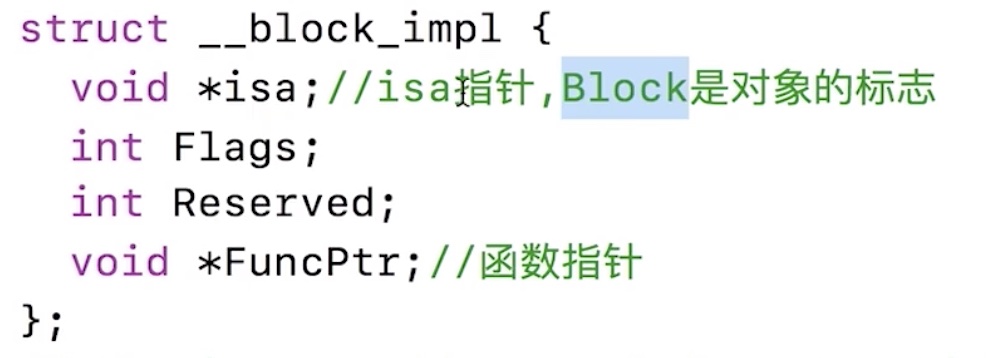 struct __block_impl {
  void *isa;//isa指针,Block是对象的标志
  int Flags;
  int Reserved;
  void *FuncPtr;//函数指针
};